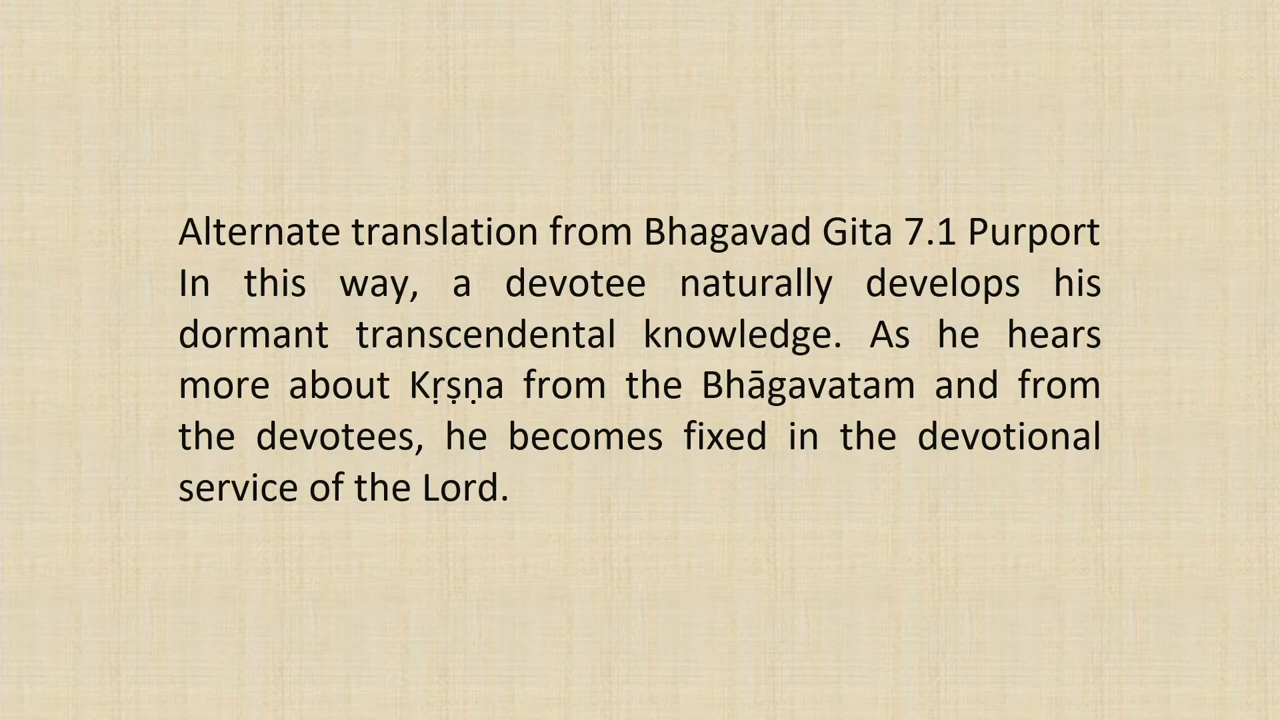 Alternate translation from Bhagavad Gita 7.1 Purport
In this way, a devotee naturally develops his
dormant transcendental knowledge. As he hears
more about Kṛṣṇa from the Bhāgavatam and from
the devotees, he becomes fixed in the devotional
service of the Lord.